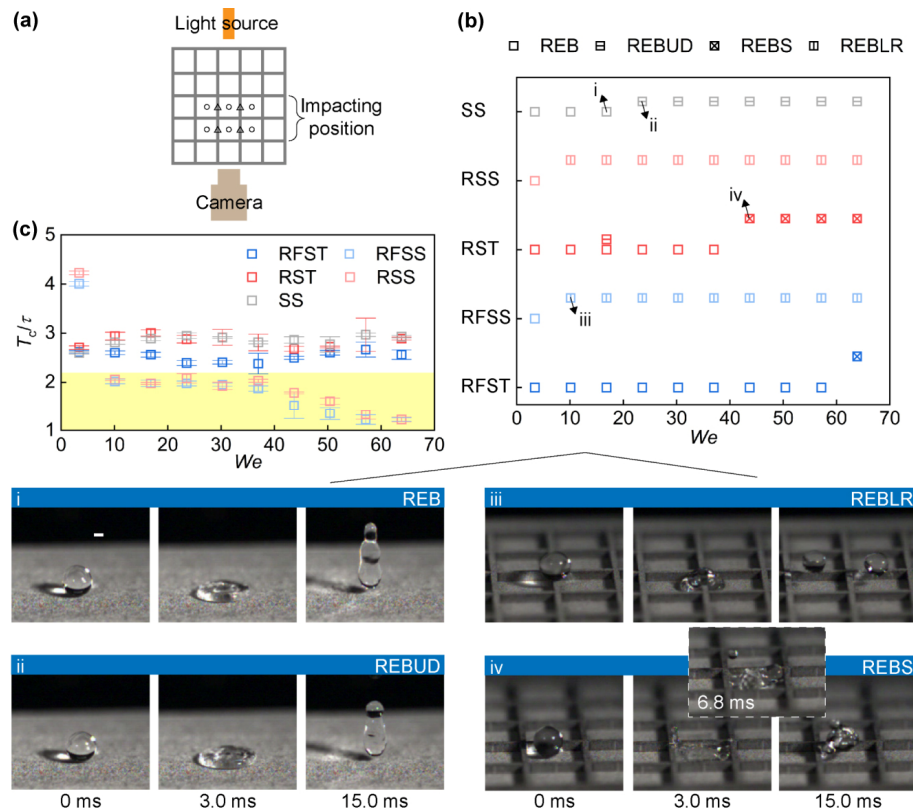 (a)
Light source
Impacting
position
Camera
(b)
REB REBUD REBS REBLR
SS
RSS
RST
RFSS
RFST
i
ii
iv
iii
0 10 20 30 40 50 60 70
We
(c)
RFST RFSS
RST RSS
SS
5
4
3
2
1
Tc/τ
0 10 20 30 40 50 60 70
We
i REB
iii REBLR
ii REBUD
iv REBS
6.8 ms
0 ms 3.0 ms 15.0 ms
0 ms 3.0 ms 15.0 ms